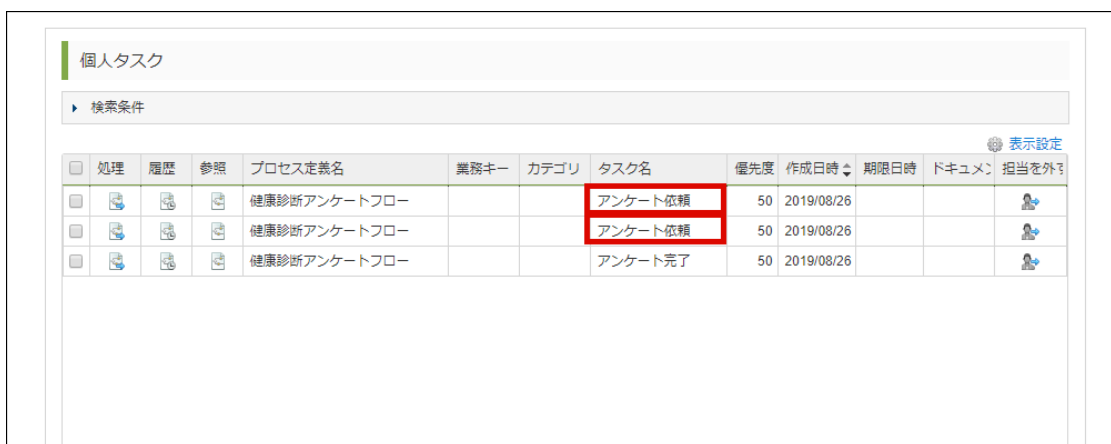 個人タスク
検索条件
表示設定
処理 履歴 参照 プロセス定義名 業務キー カテゴリ タスク名 優先度 作成日時 期限日時 ドキュメン 担当を外す
健康診断アンケートフロー アンケート依頼 50 2019/08/26
健康診断アンケートフロー アンケート依頼 50 2019/08/26
健康診断アンケートフロー アンケート完了 50 2019/08/26